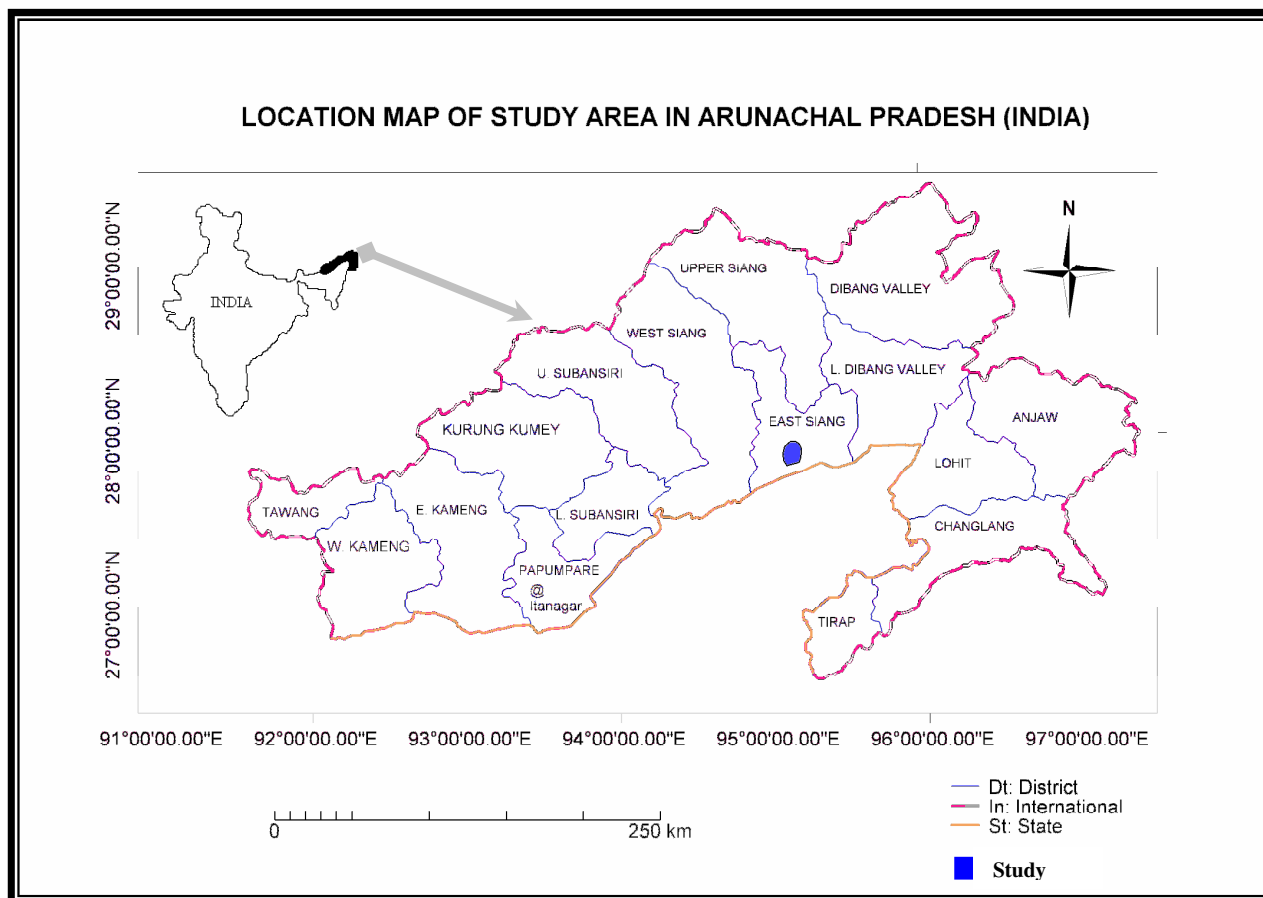 LOCATION MAP OF STUDY AREA IN ARUNACHAL PRADESH (INDIA)
N
29°00'00.00"N
28°00'00.00"N
27°00'00.00"N
INDIA
UPPER SIANG
DIBANG VALLEY
WEST SIANG
U. SUBANSIRI
L. DIBANG VALLEY
KURUNG KUMEY
EAST SIANG
ANJAW
LOHIT
TAWANG
E. KAMENG
L. SUBANSIRI
CHANGLANG
W. KAMENG
PAPUMPARE
@
Itanagar
TIRAP
91°00'00.00"E 92°00'00.00"E 93°00'00.00"E 94°00'00.00"E 95°00'00.00"E 96°00'00.00"E 97°00'00.00"E
0 250 km
Dt: District
In: International
St: State
Study